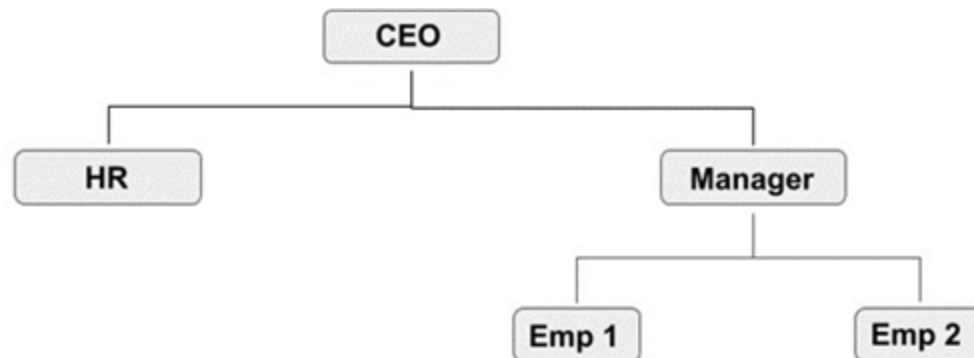 CEO
HR
Manager
Emp 1
Emp 2